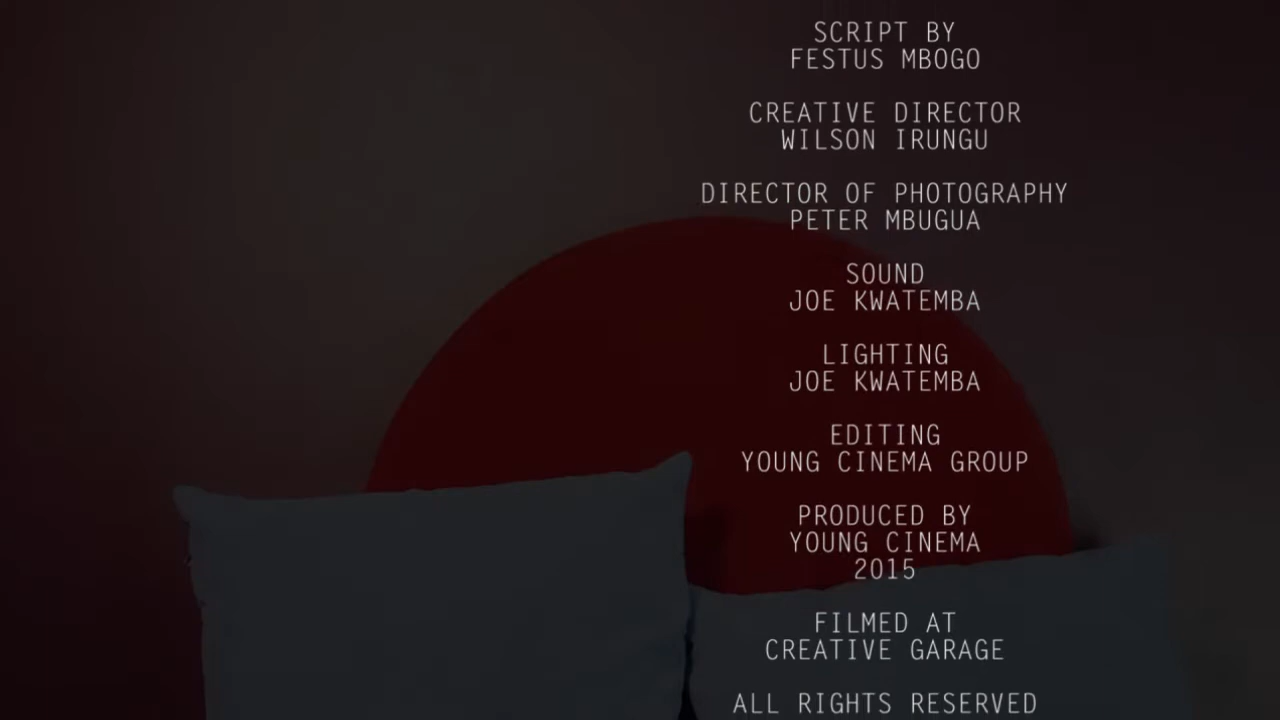 SCRIPT BY
FESTUS MBOGO
CREATIVE DIRECTOR
WILSON IRUNGU
DIRECTOR OF PHOTOGRAPHY
PETER MBUGUA
SOUND
JOE KWATEMBA
LIGHTING
JOE KWATEMBA
EDITING
YOUNG CINEMA GROUP
PRODUCED BY
YOUNG CINEMA
2015
FILMED AT
CREATIVE GARAGE
ALL RIGHTS RESERVED